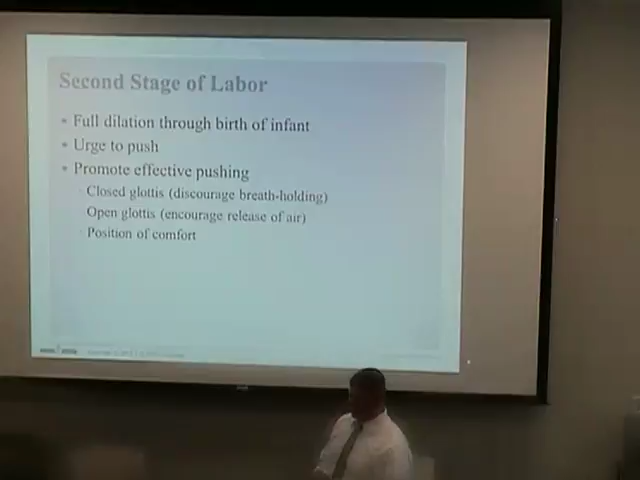 Second Stage of Labor
Full dilation through birth of infant
Urge to push
Promote effective pushing
Closed glottis (discourage breath-holding)
Open glottis (encourage release of air)
Position of comfort